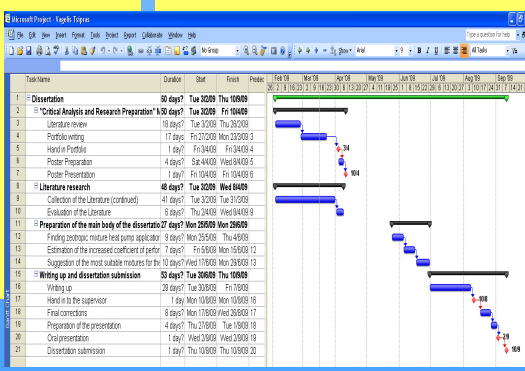 Microsoft Project - Vagelis Tsipras
File Edit View Insert Format Tools Project Report Collaborate Window Help Type a question for help
No Group Show Arial 9 B I U All Tasks
Task Name Duration Start Finish Predec
Feb '09 Mar '09 Apr '09 May '09 Jun '09 Jul '09 Aug '09 Sep '09
1 Dissertation 60 days? Tue 3/2/09 Thu 10/9/09
2 "Critical Analysis and Research Preparation" M 50 days? Tue 3/2/09 Fri 10/4/09
3 Literature review 18 days? Tue 3/2/09 Thu 26/2/09
4 Portfolio writing 17 days Fri 27/2/09 Mon 23/3/09 3
5 Hand in Portfolio 1 day? Fri 3/4/09 Fri 3/4/09 4 3/4
6 Poster Preparation 4 days? Sat 4/4/09 Wed 8/4/09 5
7 Poster Presentation 1 day? Fri 10/4/09 Fri 10/4/09 6 10/4
8 Literature research 48 days? Tue 3/2/09 Wed 8/4/09
9 Collection of the Literature (continued) 41 days? Tue 3/2/09 Tue 31/3/09
10 Evaluation of the Literature 6 days? Thu 2/4/09 Wed 8/4/09 9
11 Preparation of the main body of the dissertatio 27 days? Mon 25/5/09 Mon 29/6/09
12 Finding zeotropic mixture heat pump application 9 days? Mon 25/5/09 Thu 4/6/09
13 Estimation of the increased coefficient of perfor 7 days? Fri 5/6/09 Mon 15/6/09 12
14 Suggestion of the most suitable mixtures for the 10 days? Wed 17/6/09 Mon 29/6/09 13
15 Writing up and dissertation submission 53 days? Tue 30/6/09 Thu 10/9/09
16 Writing up 29 days? Tue 30/6/09 Fri 7/8/09
17 Hand in to the supervisor 1 day Mon 10/8/09 Mon 10/8/09 16 10/8
18 Final corrections 8 days? Mon 17/8/09 Wed 26/8/09 17
19 Preparation of the presentation 4 days? Thu 27/8/09 Tue 1/9/09 18
20 Oral presentation 1 day? Wed 2/9/09 Wed 2/9/09 19 2/9
21 Dissertation submission 1 day? Thu 10/9/09 Thu 10/9/09 20 10/9
Gantt Chart